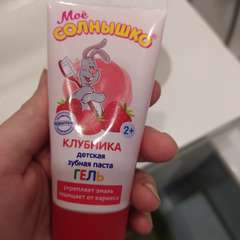 Моё
СОЛНЫШКО
2+
КЛУБНИКА
детская
зубная паста
ГЕЛЬ
укрепляет эмаль
защищает от кариеса